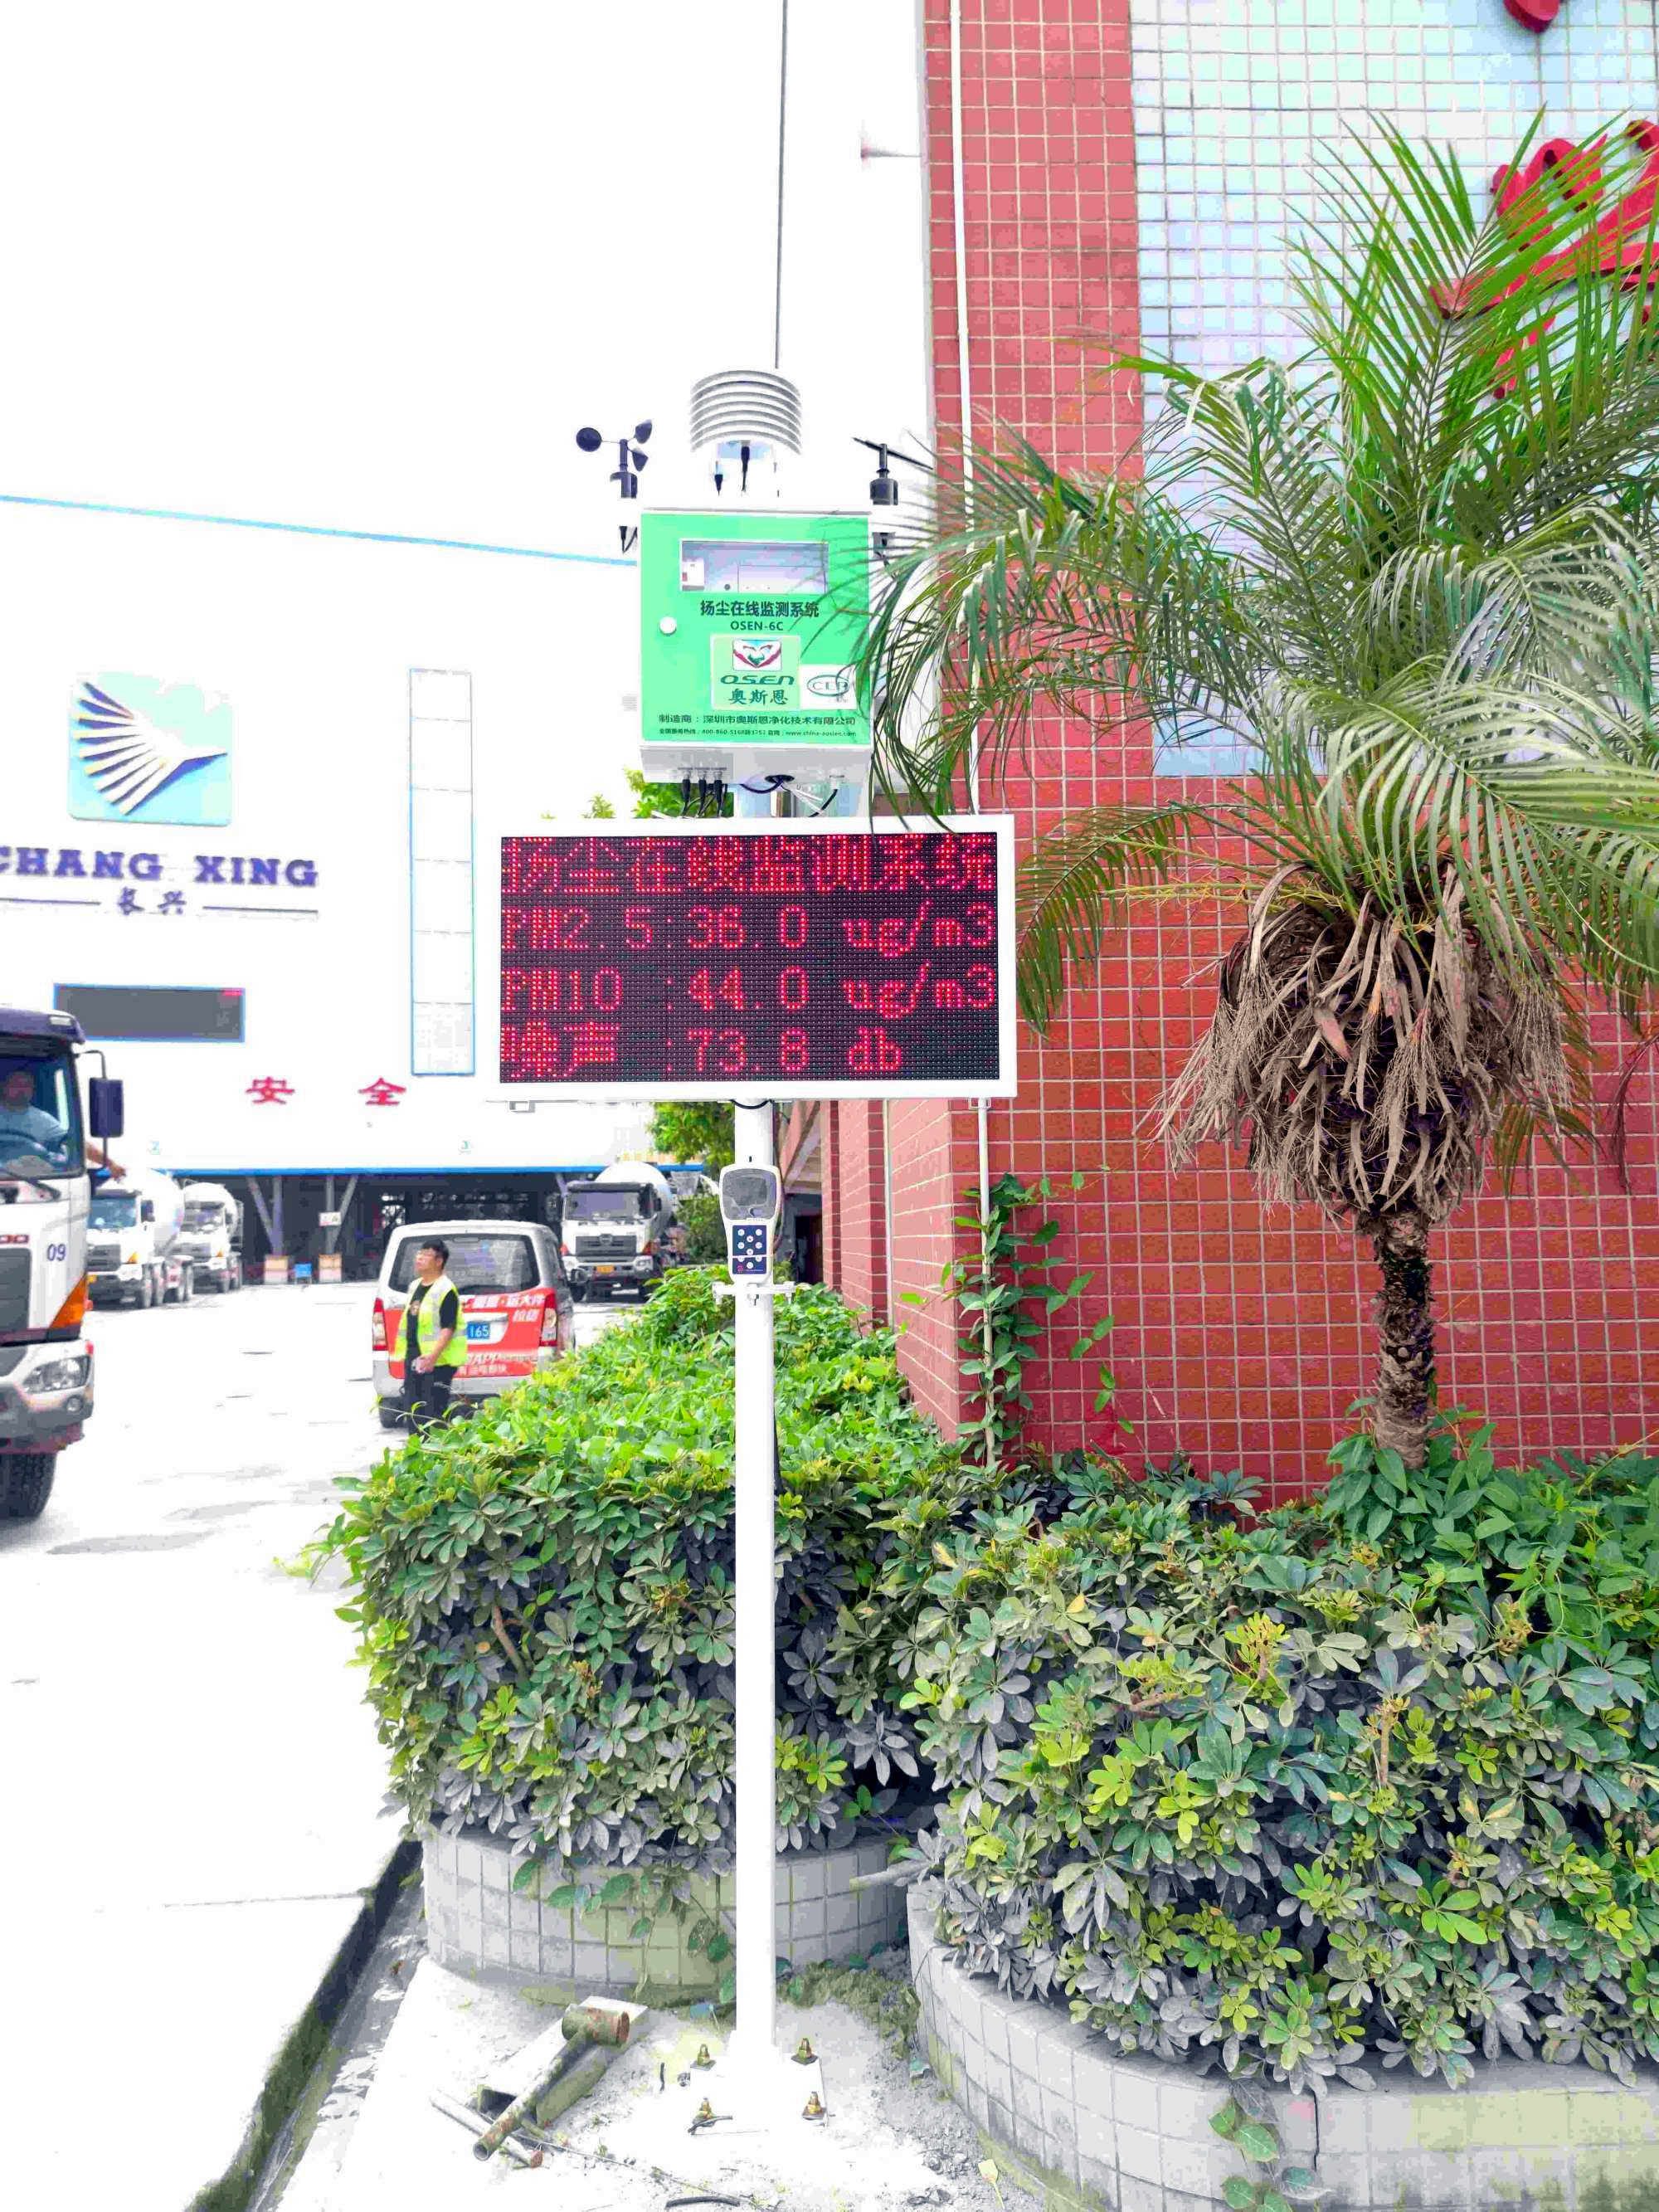 扬尘在线监测系统
OSEN-6C
OSEN
奥斯恩
制造商：深圳市奥斯恩净化技术有限公司
扬尘在线监测系统
PM2.5:36.0 ug/m3
PM10 :44.0 ug/m3
噪声 :73.8 db
CHANG XING
长兴
安 全
2
3
09
165